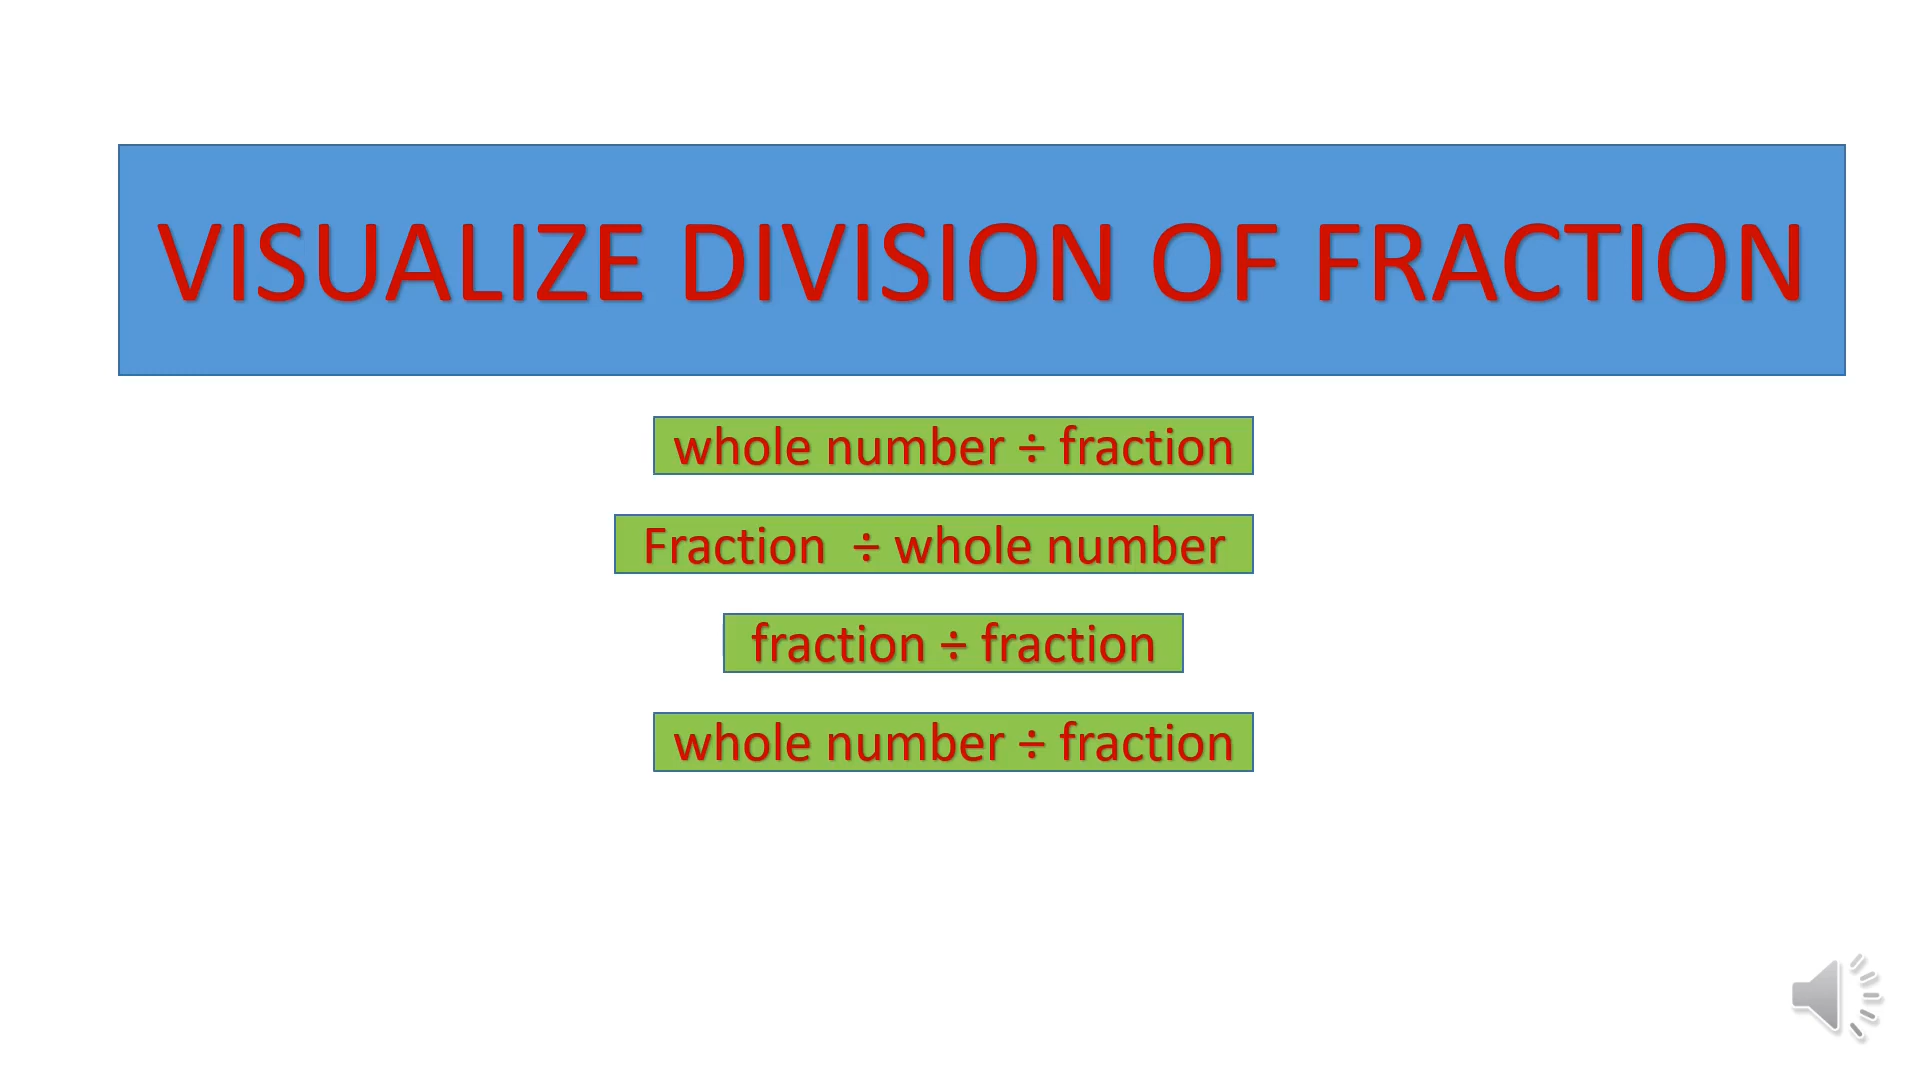 VISUALIZE DIVISION OF FRACTION
whole number ÷ fraction
Fraction ÷ whole number
fraction ÷ fraction
whole number ÷ fraction